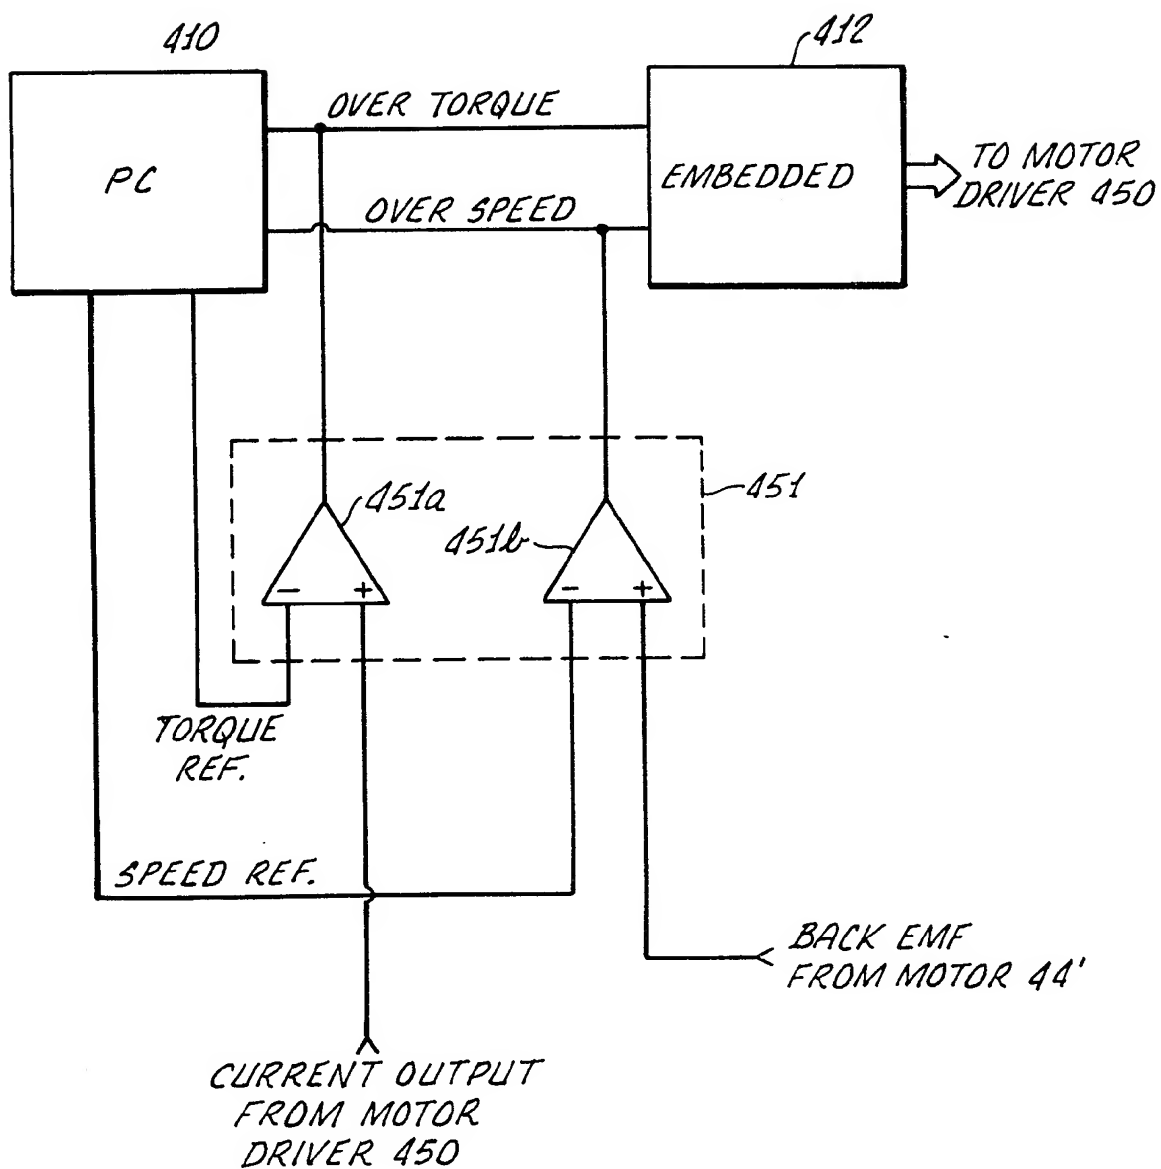 410
412
OVER TORQUE
PC
OVER SPEED
EMBEDDED
TO MOTOR
DRIVER 450
451a
451b
451
- +
- +
TORQUE
REF.
SPEED REF.
BACK EMF
FROM MOTOR 44'
CURRENT OUTPUT
FROM MOTOR
DRIVER 450